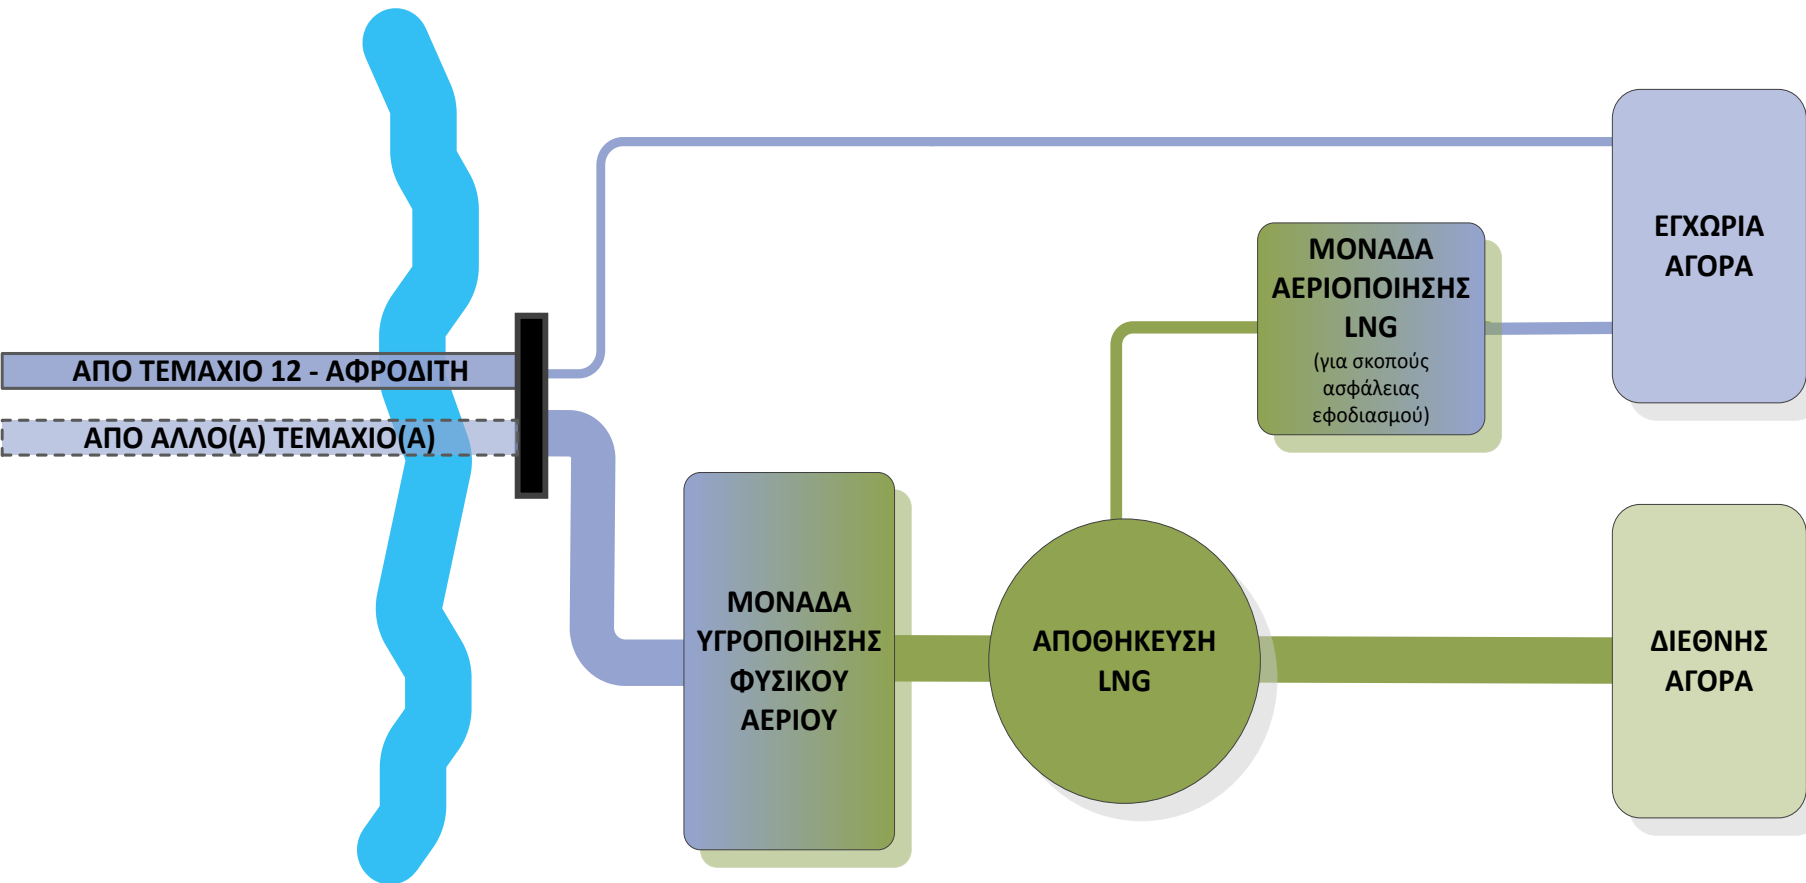 ΕΓΧΩΡΙΑ
ΑΓΟΡΑ
ΜΟΝΑΔΑ
ΑΕΡΙΟΠΟΙΗΣΗΣ
LNG
(για σκοπούς
ασφάλειας
εφοδιασμού)
ΑΠΟ ΤΕΜΑΧΙΟ 12 - ΑΦΡΟΔΙΤΗ
ΑΠΟ ΑΛΛΟ(Α) ΤΕΜΑΧΙΟ(Α)
ΜΟΝΑΔΑ
ΥΓΡΟΠΟΙΗΣΗΣ
ΦΥΣΙΚΟΥ
ΑΕΡΙΟΥ
ΑΠΟΘΗΚΕΥΣΗ
LNG
ΔΙΕΘΝΗΣ
ΑΓΟΡΑ